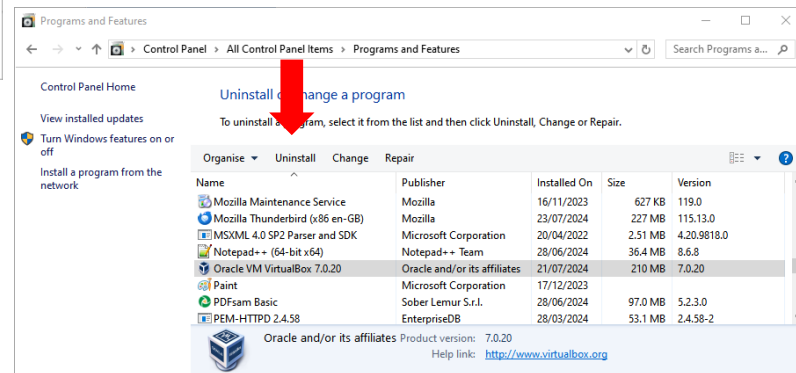 Programs and Features
Control Panel > All Control Panel Items > Programs and Features
Search Programs a...
Control Panel Home
View installed updates
Turn Windows features on or
off
Install a program from the
network
Uninstall change a program
To uninstall a program, select it from the list and then click Uninstall, Change or Repair.
Organise Uninstall Change Repair
Name Publisher Installed On Size Version
Mozilla Maintenance Service Mozilla 16/11/2023 627 KB 119.0
Mozilla Thunderbird (x86 en-GB) Mozilla 23/07/2024 227 MB 115.13.0
MSXML 4.0 SP2 Parser and SDK Microsoft Corporation 20/04/2022 2.51 MB 4.20.9818.0
Notepad++ (64-bit x64) Notepad++ Team 28/06/2024 36.4 MB 8.6.8
Oracle VM VirtualBox 7.0.20 Oracle and/or its affiliates 21/07/2024 210 MB 7.0.20
Paint Microsoft Corporation 17/12/2023
PDFsam Basic Sober Lemur S.r.l. 28/06/2024 97.0 MB 5.2.3.0
PEM-HTTPD 2.4.58 EnterpriseDB 28/03/2024 53.1 MB 2.4.58-2
Oracle and/or its affiliates Product version: 7.0.20
Help link: http://www.virtualbox.org